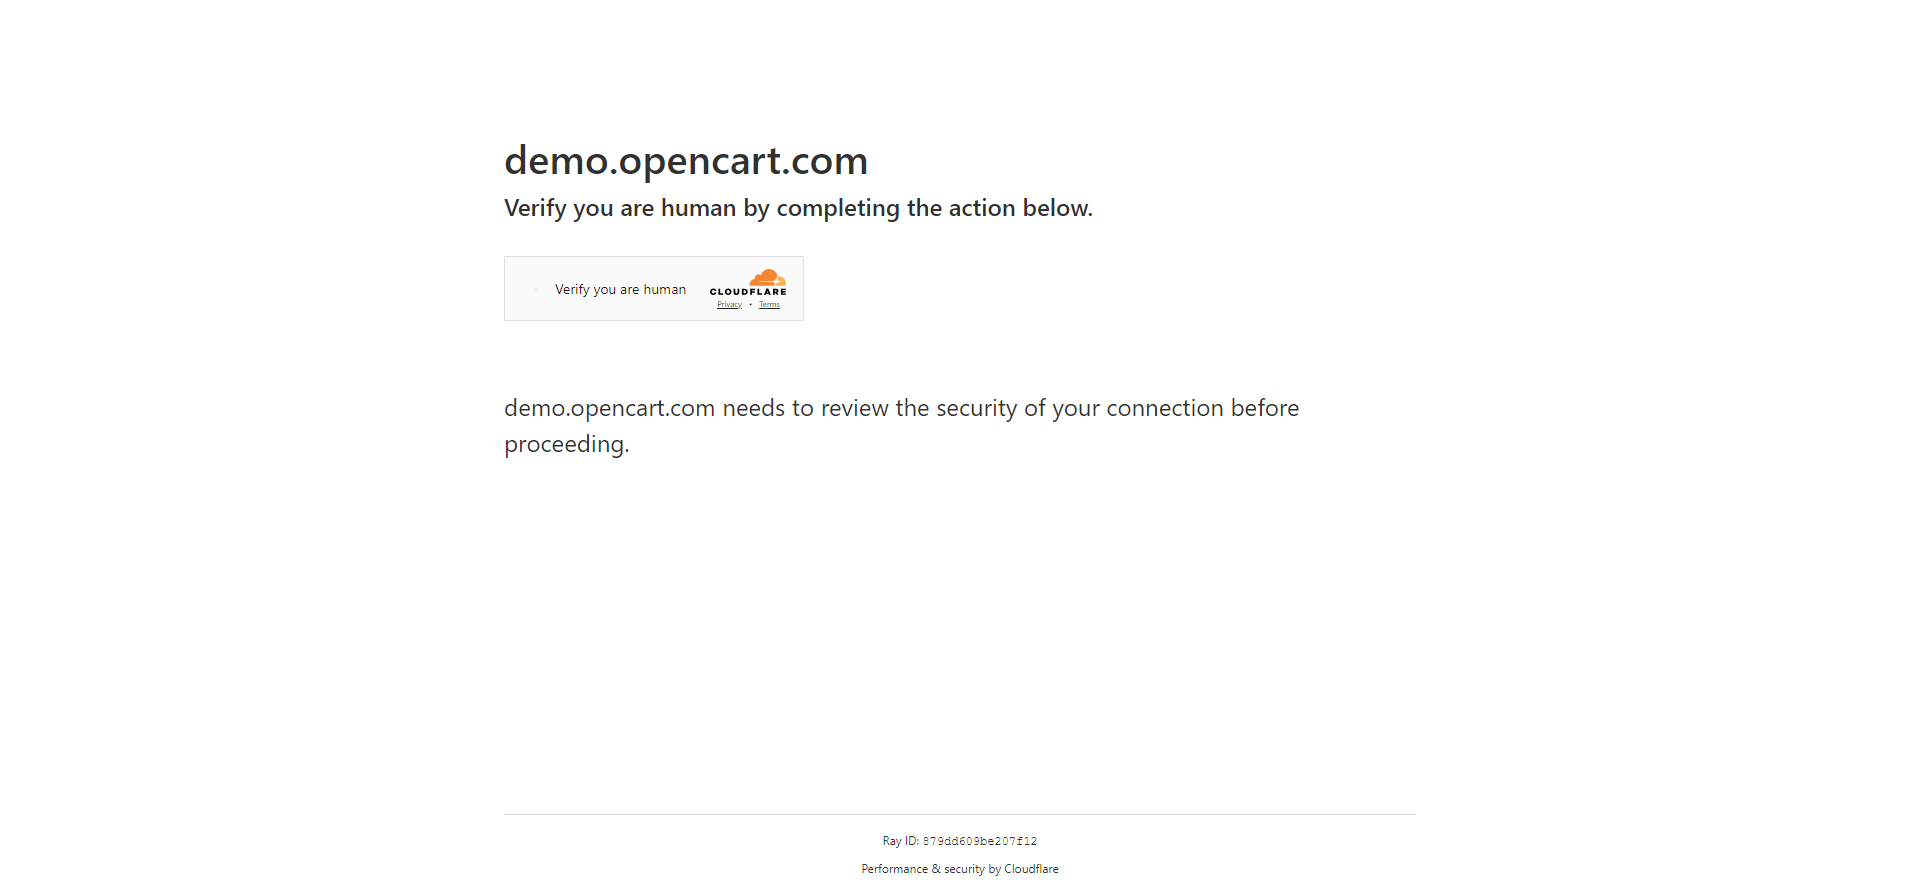 demo.opencart.com
Verify you are human by completing the action below.
Verify you are human
CLOUDFLARE
Privacy • Terms
demo.opencart.com needs to review the security of your connection before
proceeding.
Ray ID: 879dd609be207f12
Performance & security by Cloudflare